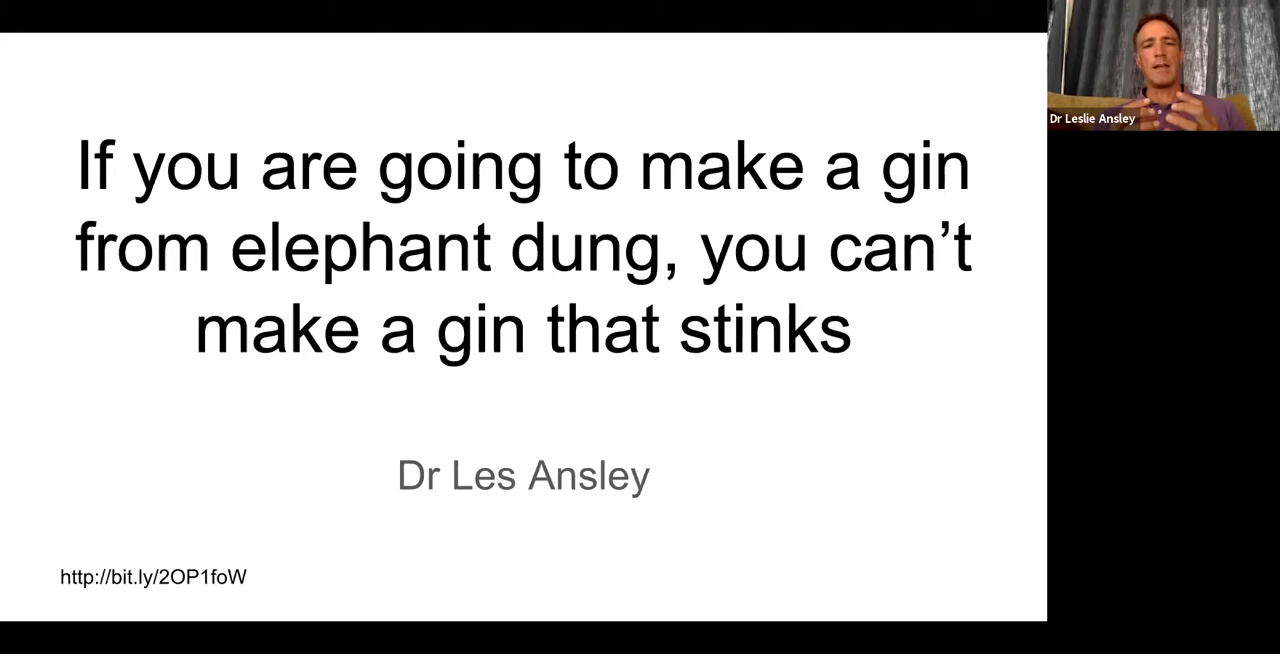 If you are going to make a gin
from elephant dung, you can’t
make a gin that stinks
Dr Les Ansley
http://bit.ly/2OP1foW
Dr Leslie Ansley